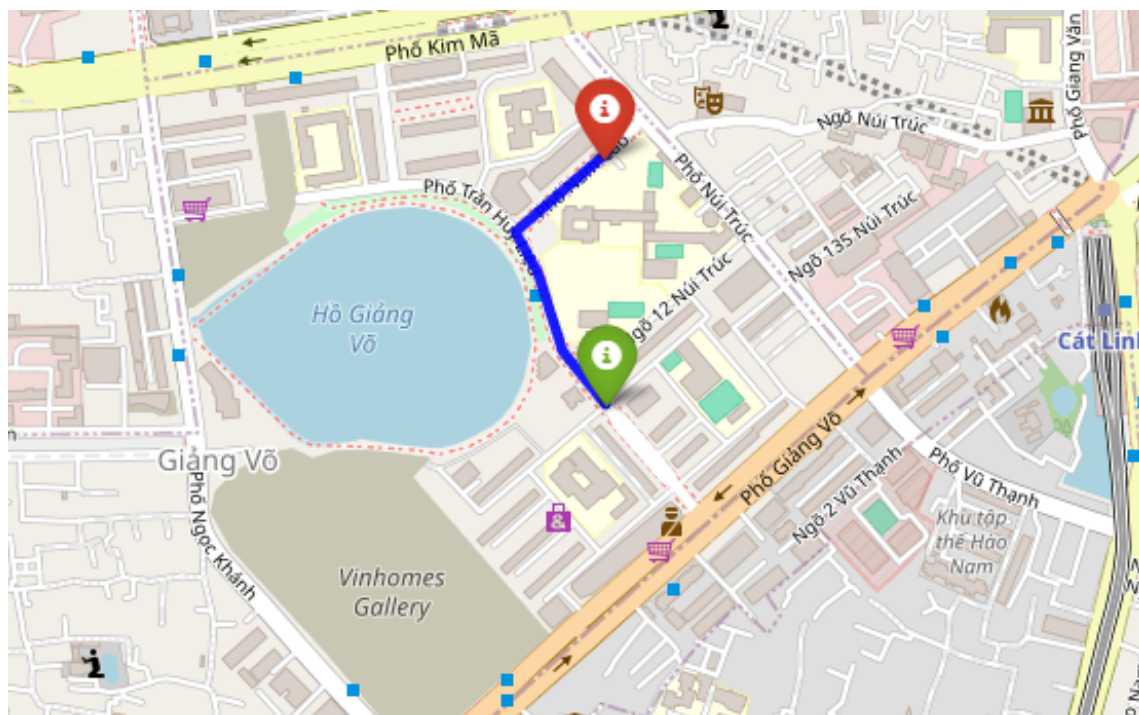 Phố Kim Mã
Phố Giang Văn
Ngõ Núi Trúc
Phố Núi Trúc
Phố Trần Huy
Ngõ 135 Núi Trúc
Ngõ 12 Núi Trúc
Hồ Giảng
Võ
Cát Linh
Giảng Võ
Phố Giảng Võ
Phố Vũ Thạnh
Ngõ 2 Vũ Thạnh
Phố Ngọc Khánh
Khu tập
thể Hào
Nam
Vinhomes
Gallery